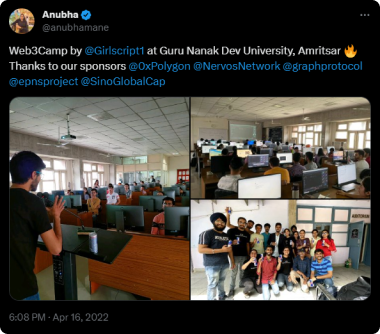 Anubha
@anubhamane
Web3Camp by @Girlscript1 at Guru Nanak Dev University, Amritsar 🔥
Thanks to our sponsors @0xPolygon @NervosNetwork @graphprotocol
@epnsproject @SinoGlobalCap
6:08 PM · Apr 16, 2022